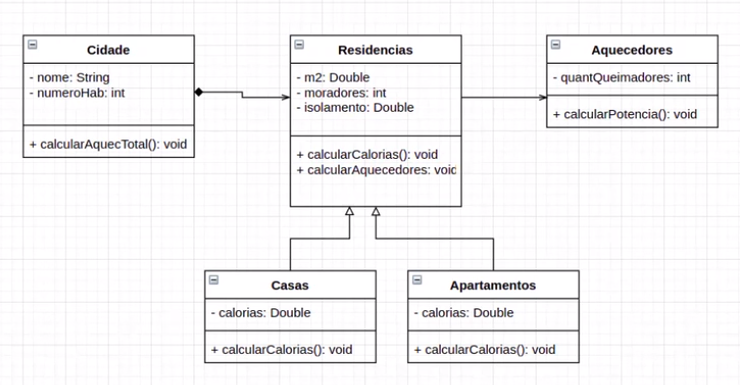 Cidade
- nome: String
- numeroHab: int
+ calcularAquecTotal(): void
Residencias
- m2: Double
- moradores: int
- isolamento: Double
+ calcularCalorias(): void
+ calcularAquecedores: void
Aquecedores
- quantQueimadores: int
+ calcularPotencia(): void
Casas
- calorias: Double
+ calcularCalorias(): void
Apartamentos
- calorias: Double
+ calcularCalorias(): void